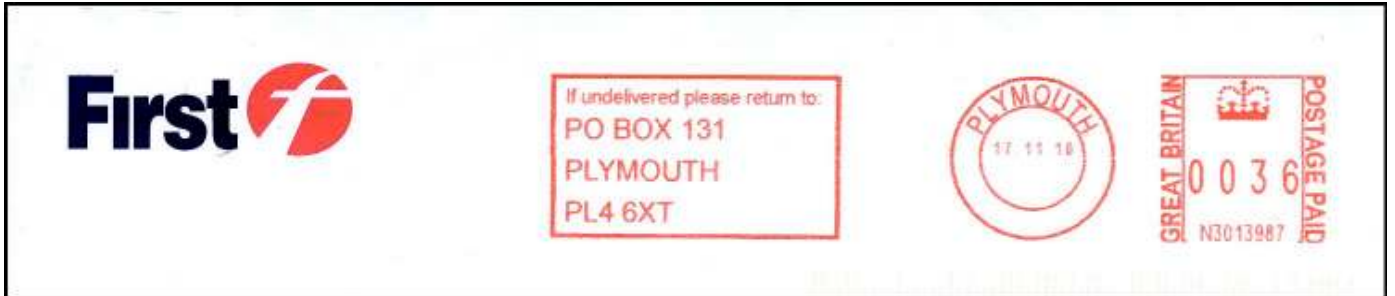 First
If undelivered please return to:
PO BOX 131
PLYMOUTH
PL4 6XT
PLYMOUTH
17 11 10
GREAT BRITAIN
0036
N3013987
POSTAGE PAID